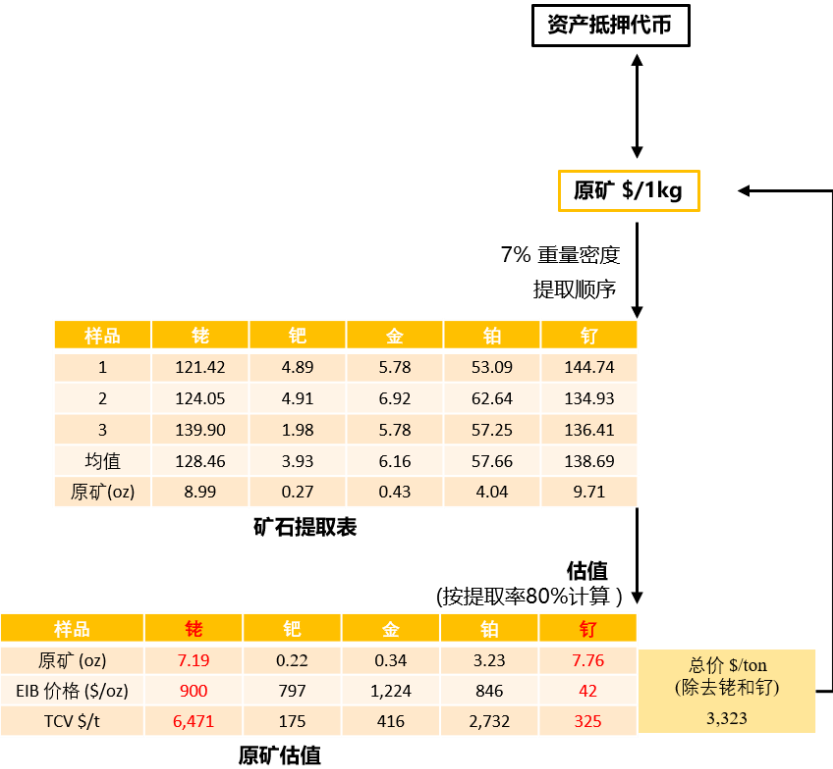 资产抵押代币
原矿 $/1kg
7% 重量密度
提取顺序
样品 铑 钯 金 铂 钌
1 121.42 4.89 5.78 53.09 144.74
2 124.05 4.91 6.92 62.64 134.93
3 139.90 1.98 5.78 57.25 136.41
均值 128.46 3.93 6.16 57.66 138.69
原矿(oz) 8.99 0.27 0.43 4.04 9.71
矿石提取表
估值
(按提取率80%计算 )
样品 铑 钯 金 铂 钌
原矿 (oz) 7.19 0.22 0.34 3.23 7.76
EIB 价格 ($/oz) 900 797 1,224 846 42
TCV $/t 6,471 175 416 2,732 325
总价 $/ton
(除去铑和钌)
3,323
原矿估值